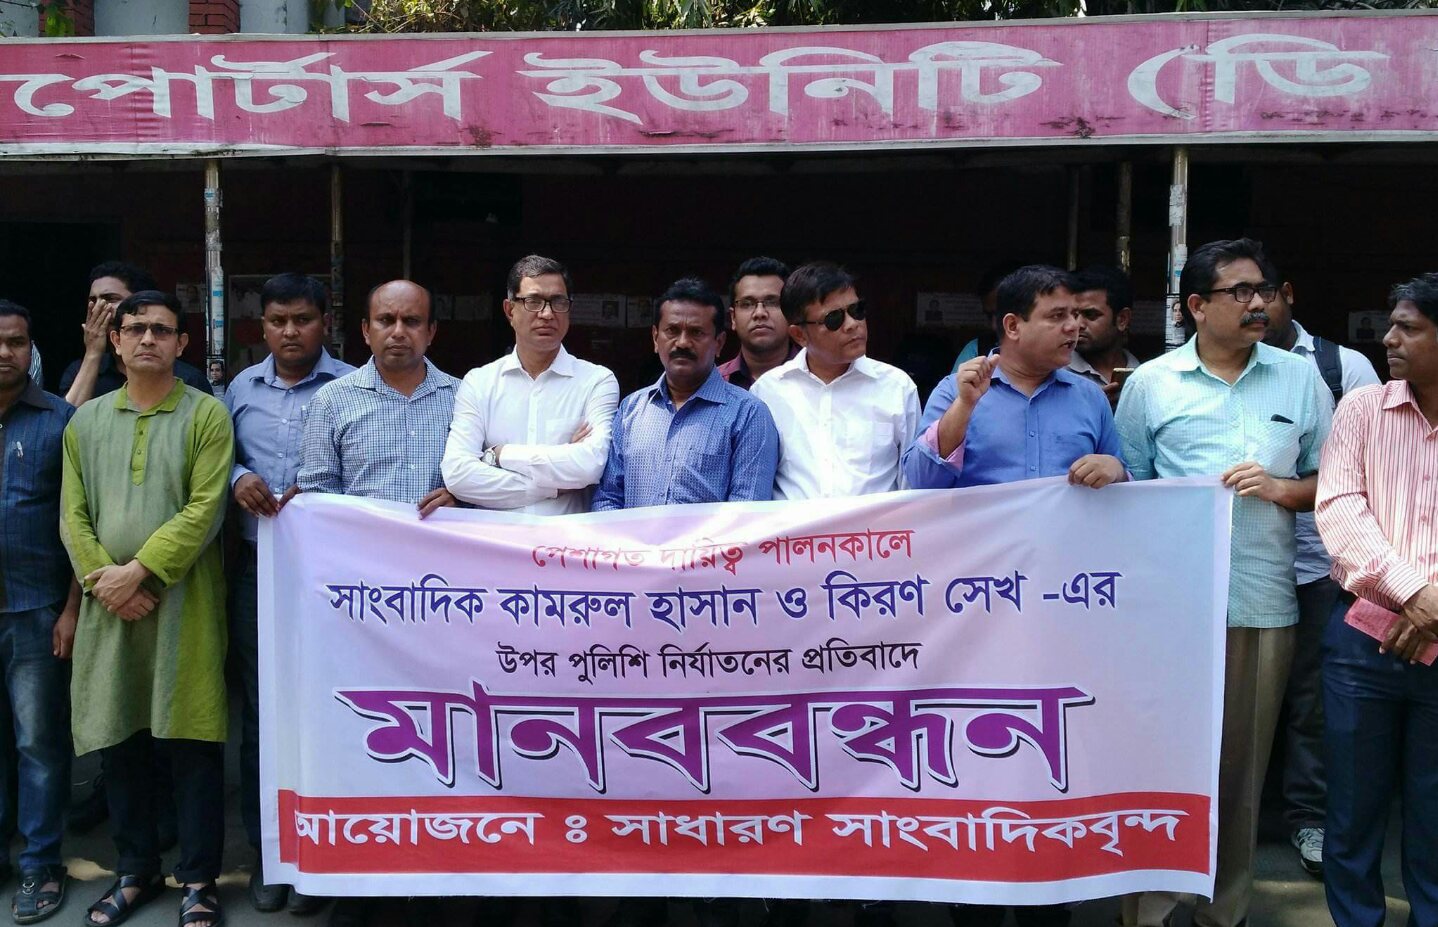 পোর্টার্স ইউনিটি (ডি
পেশাগত দায়িত্ব পালনকালে
সাংবাদিক কামরুল হাসান ও কিরণ সেখ -এর
উপর পুলিশি নির্যাতনের প্রতিবাদে
মানববন্ধন
আয়োজনে ঃ সাধারণ সাংবাদিকবৃন্দ